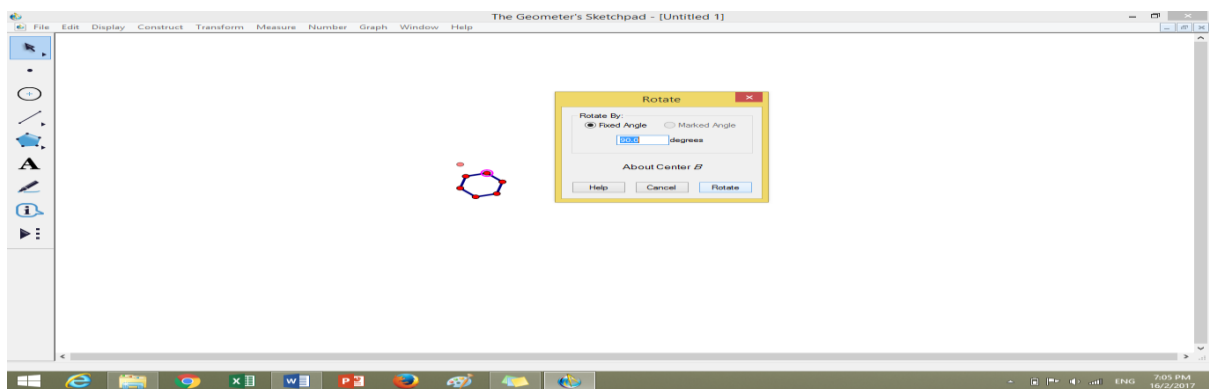 The Geometer's Sketchpad - [Untitled 1]
File Edit Display Construct Transform Measure Number Graph Window Help
Rotate
Rotate By:
Fixed Angle Marked Angle
90.0 degrees
About Center B
Help Cancel Rotate
A
ENG 7:05 PM
16/2/2017